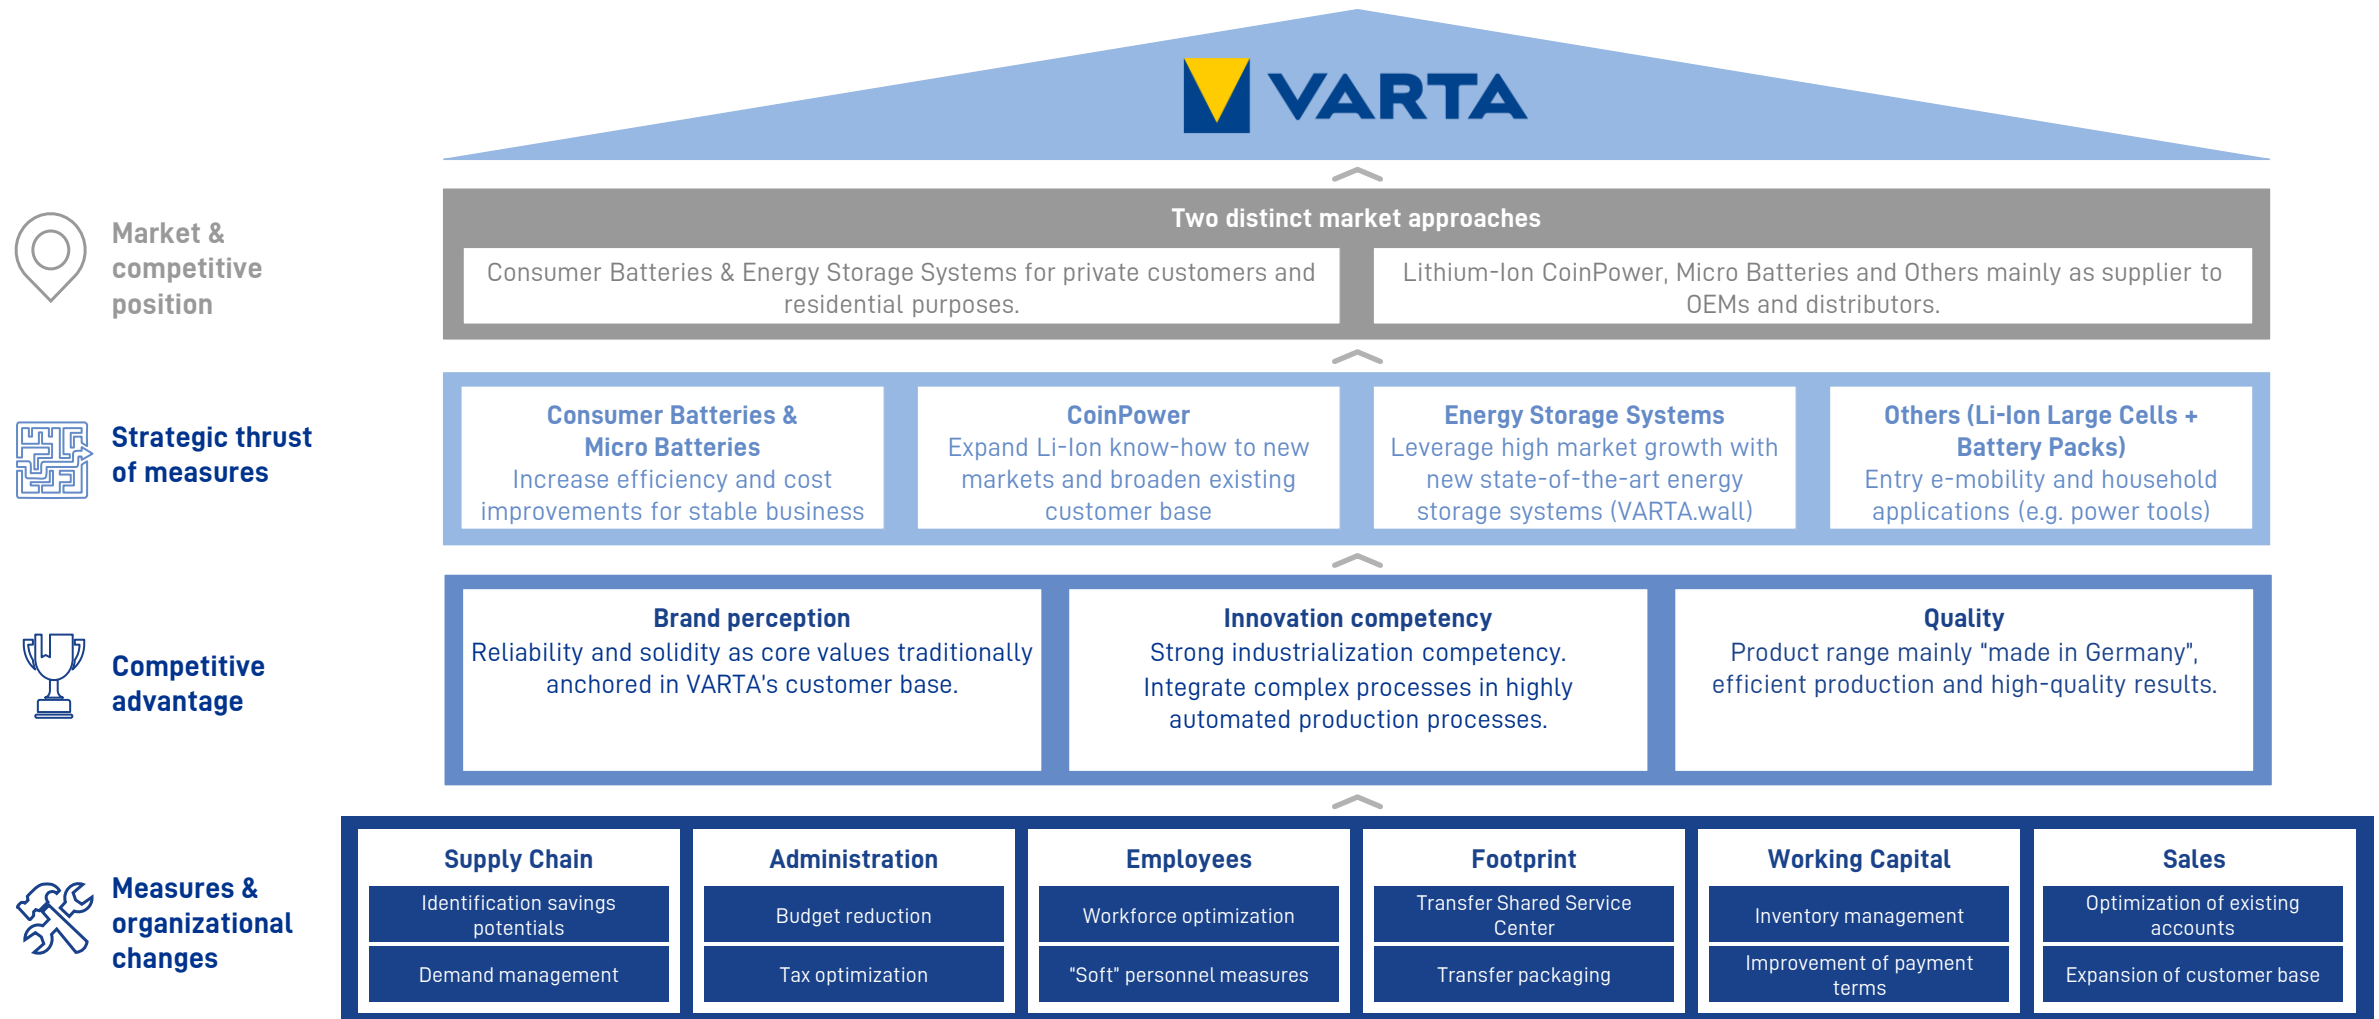 VARTA
Market &
competitive
position
Two distinct market approaches
Consumer Batteries & Energy Storage Systems for private customers and
residential purposes.
Lithium-Ion CoinPower, Micro Batteries and Others mainly as supplier to
OEMs and distributors.
Strategic thrust
of measures
Consumer Batteries &
Micro Batteries
Increase efficiency and cost
improvements for stable business
CoinPower
Expand Li-Ion know-how to new
markets and broaden existing
customer base
Energy Storage Systems
Leverage high market growth with
new state-of-the-art energy
storage systems (VARTA.wall)
Others (Li-Ion Large Cells +
Battery Packs)
Entry e-mobility and household
applications (e.g. power tools)
Competitive
advantage
Brand perception
Reliability and solidity as core values traditionally
anchored in VARTA's customer base.
Innovation competency
Strong industrialization competency.
Integrate complex processes in highly
automated production processes.
Quality
Product range mainly "made in Germany",
efficient production and high-quality results.
Measures &
organizational
changes
Supply Chain
Identification savings
potentials
Demand management
Administration
Budget reduction
Tax optimization
Employees
Workforce optimization
"Soft" personnel measures
Footprint
Transfer Shared Service
Center
Transfer packaging
Working Capital
Inventory management
Improvement of payment
terms
Sales
Optimization of existing
accounts
Expansion of customer base